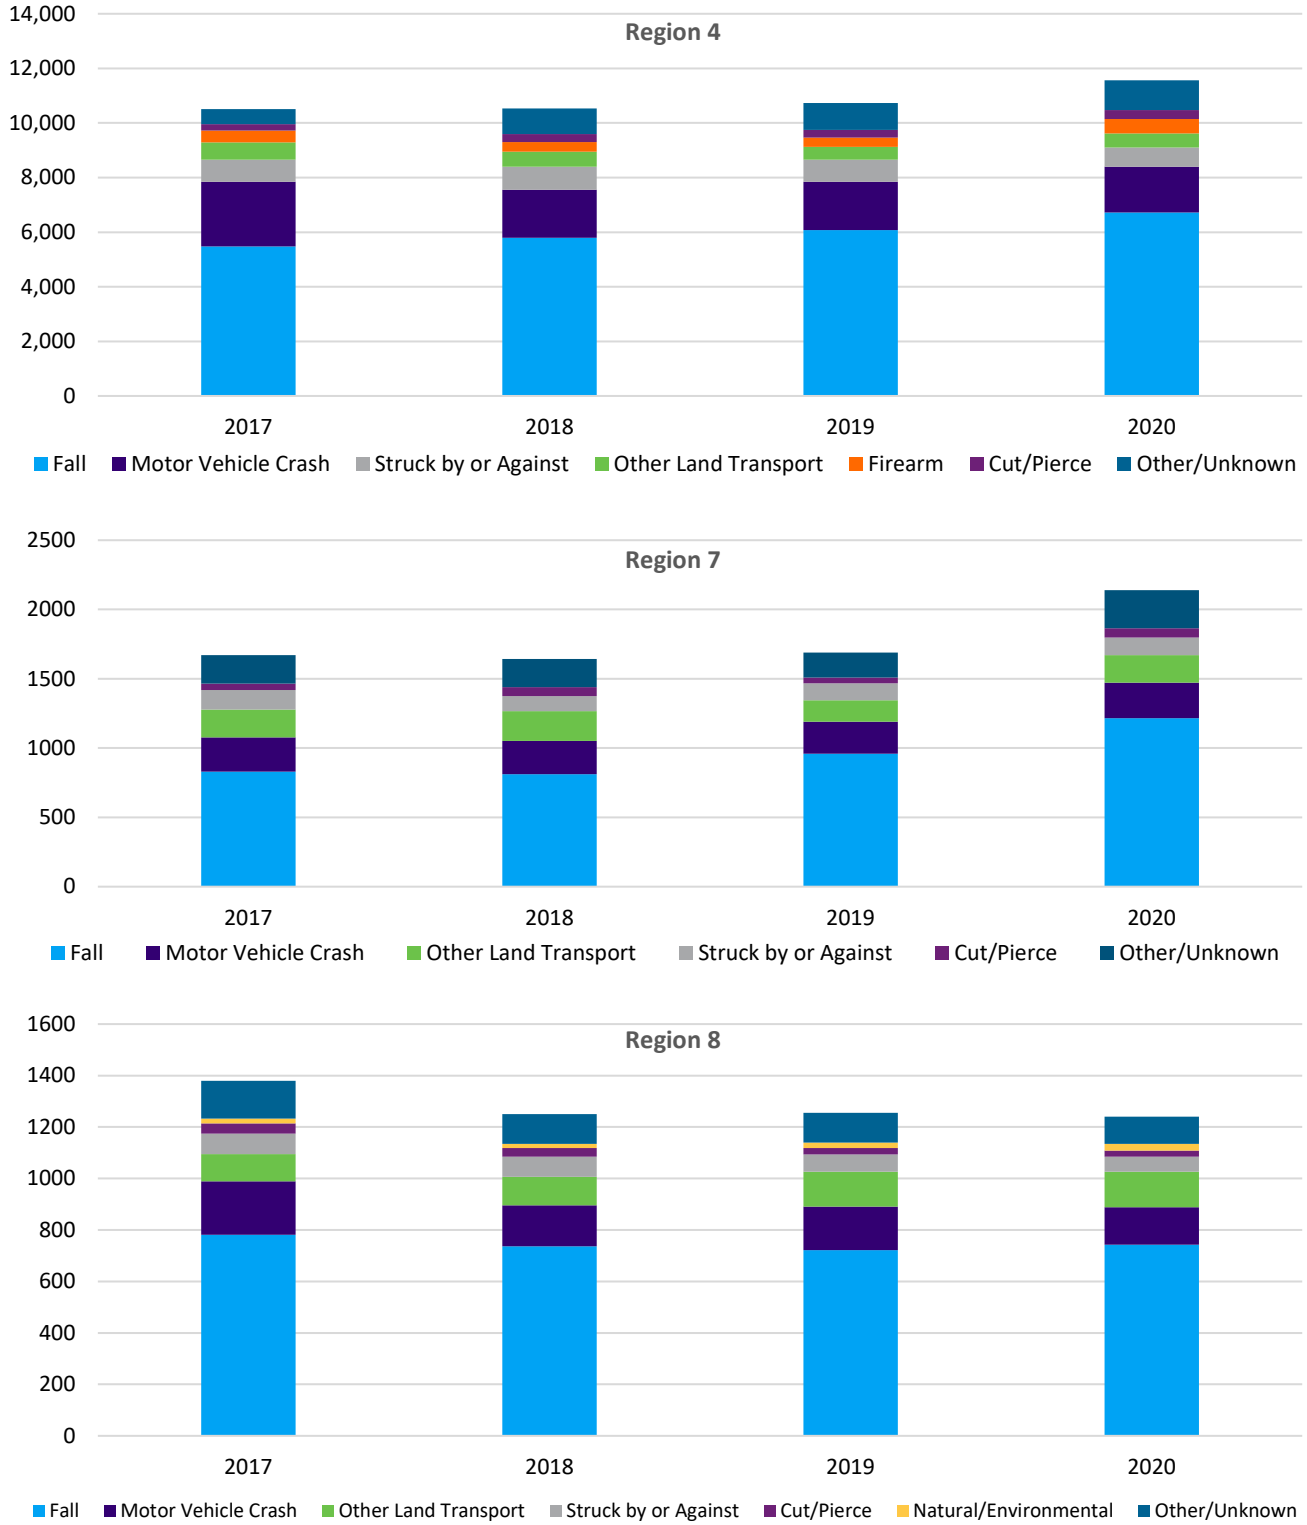 14,000
Region 4
12,000
10,000
8,000
6,000
4,000
2,000
0
2017 2018 2019 2020
Fall Motor Vehicle Crash Struck by or Against Other Land Transport Firearm Cut/Pierce Other/Unknown
2500
Region 7
2000
1500
1000
500
0
2017 2018 2019 2020
Fall Motor Vehicle Crash Other Land Transport Struck by or Against Cut/Pierce Other/Unknown
1600
Region 8
1400
1200
1000
800
600
400
200
0
2017 2018 2019 2020
Fall Motor Vehicle Crash Other Land Transport Struck by or Against Cut/Pierce Natural/Environmental Other/Unknown